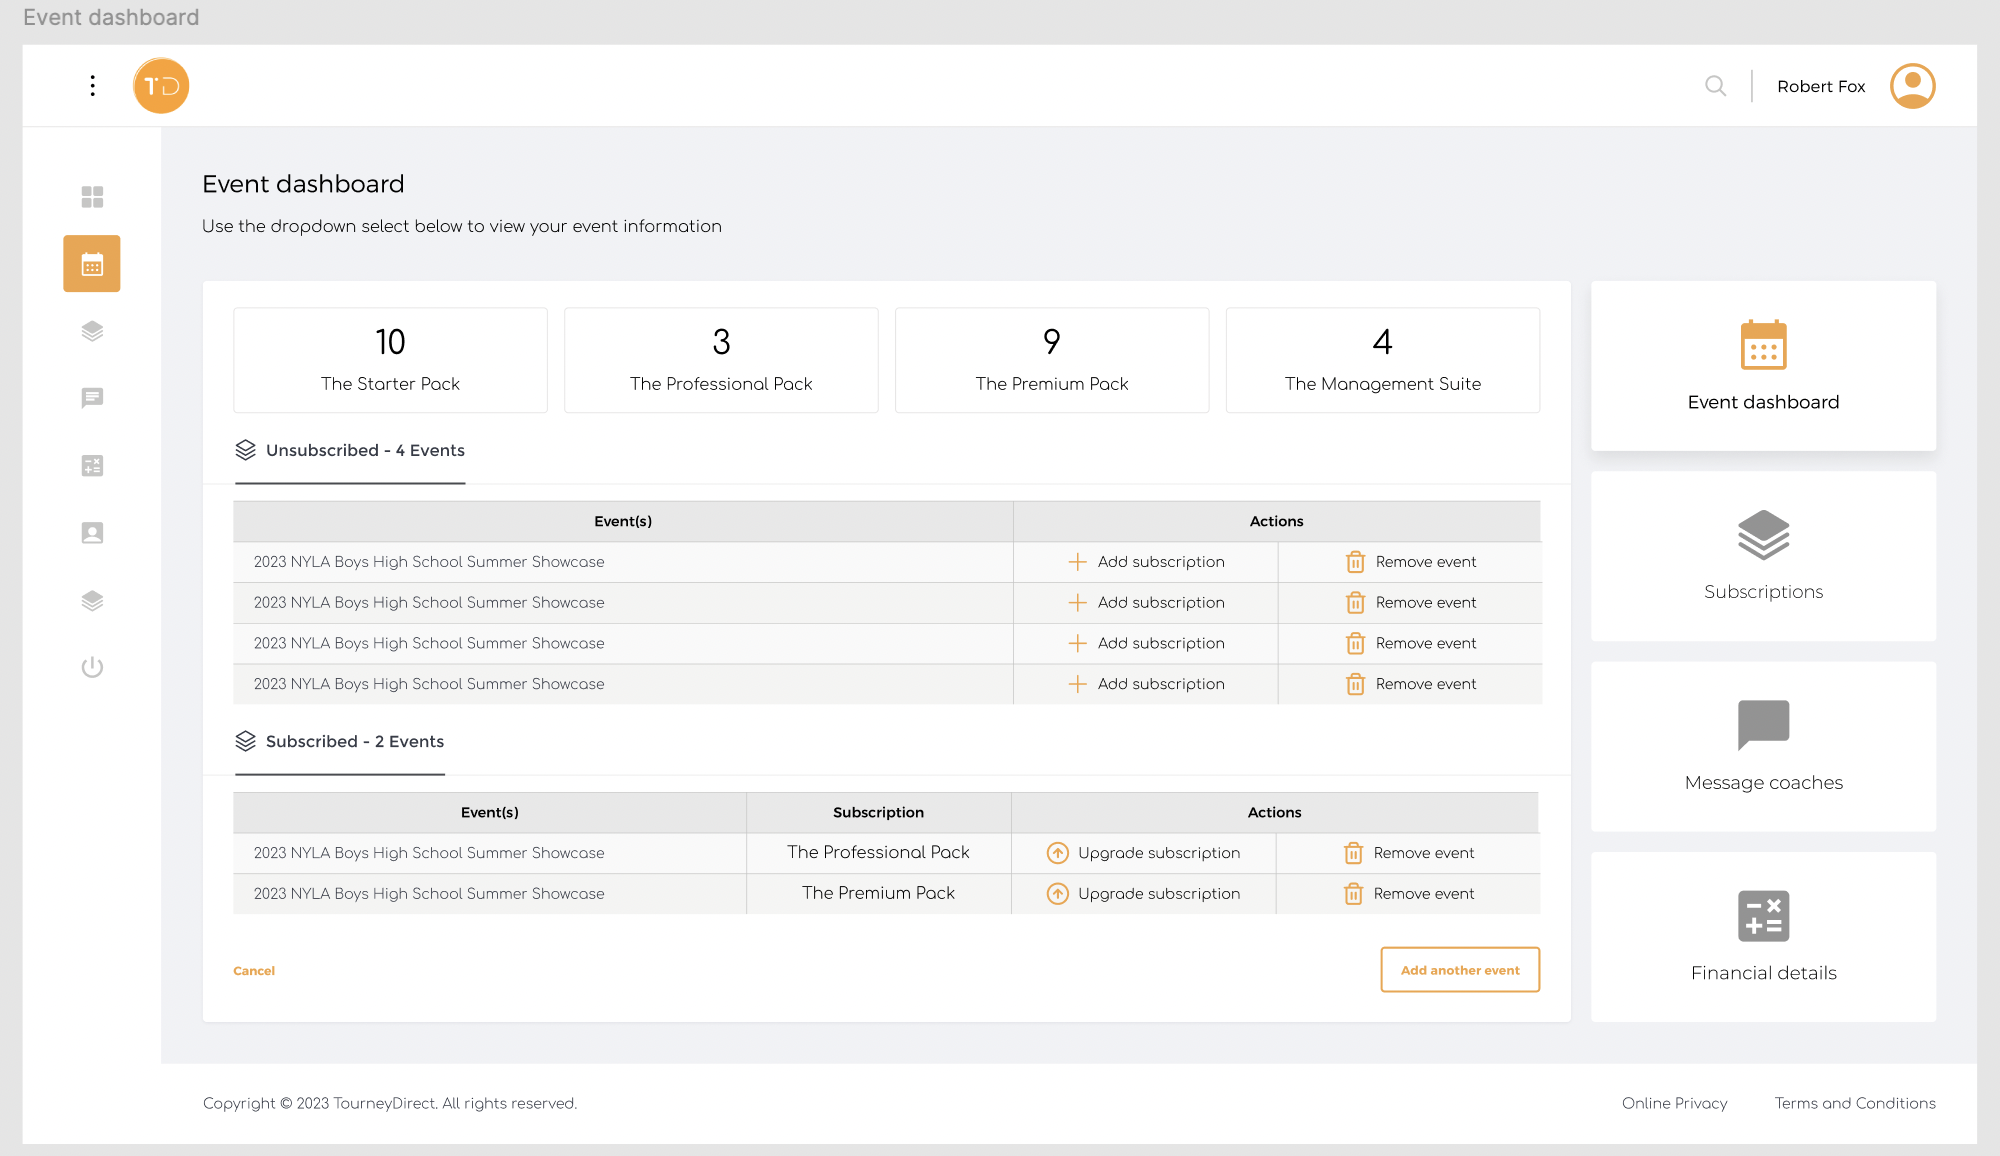 Event dashboard
TD
Robert Fox
Event dashboard
Use the dropdown select below to view your event information
10
The Starter Pack
3
The Professional Pack
9
The Premium Pack
4
The Management Suite
Event dashboard
Unsubscribed - 4 Events
Event(s) Actions
2023 NYLA Boys High School Summer Showcase Add subscription Remove event
2023 NYLA Boys High School Summer Showcase Add subscription Remove event
2023 NYLA Boys High School Summer Showcase Add subscription Remove event
2023 NYLA Boys High School Summer Showcase Add subscription Remove event
Subscriptions
Subscribed - 2 Events
Event(s) Subscription Actions
2023 NYLA Boys High School Summer Showcase The Professional Pack Upgrade subscription Remove event
2023 NYLA Boys High School Summer Showcase The Premium Pack Upgrade subscription Remove event
Message coaches
Cancel
Add another event
Financial details
Copyright © 2023 TourneyDirect. All rights reserved.
Online Privacy
Terms and Conditions